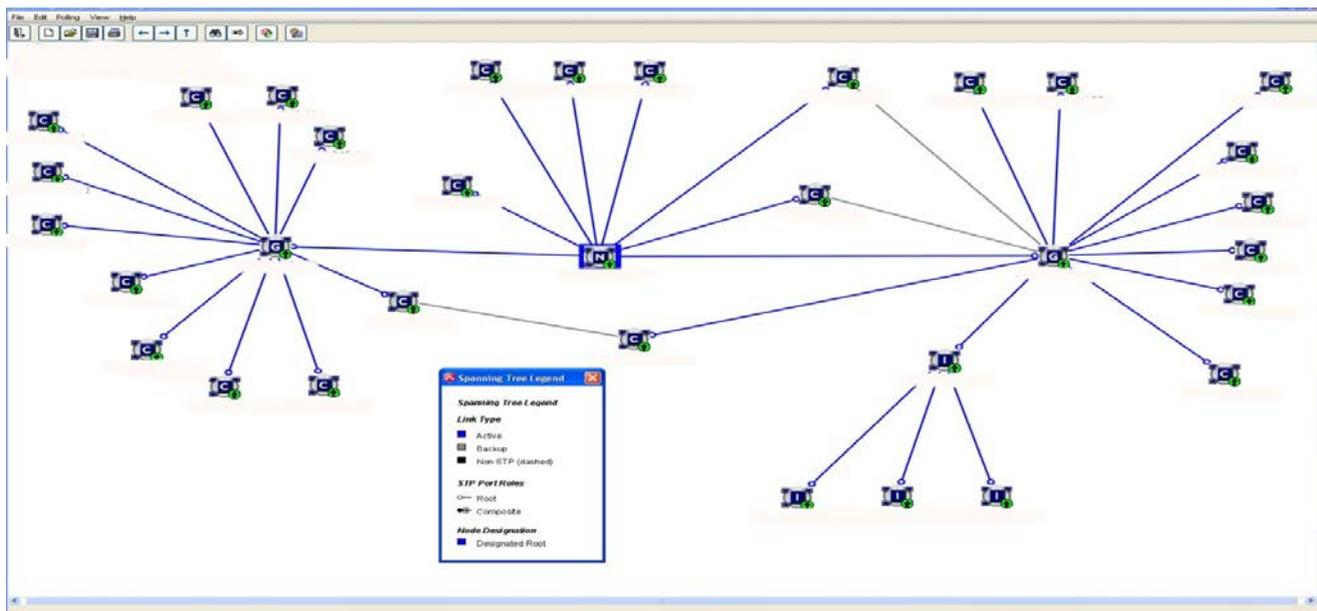 File Edit Polling View Help
C C C C C C
C C C
C
C C
C C C
C C
G N G C
C C
C
C C
I
C C
C C
I I I
Spanning Tree Legend
Spanning Tree Legend
Link Type
Active
Backup
Non STP (dashed)
STP Port Roles
Root
Composite
Node Designation
Designated Root